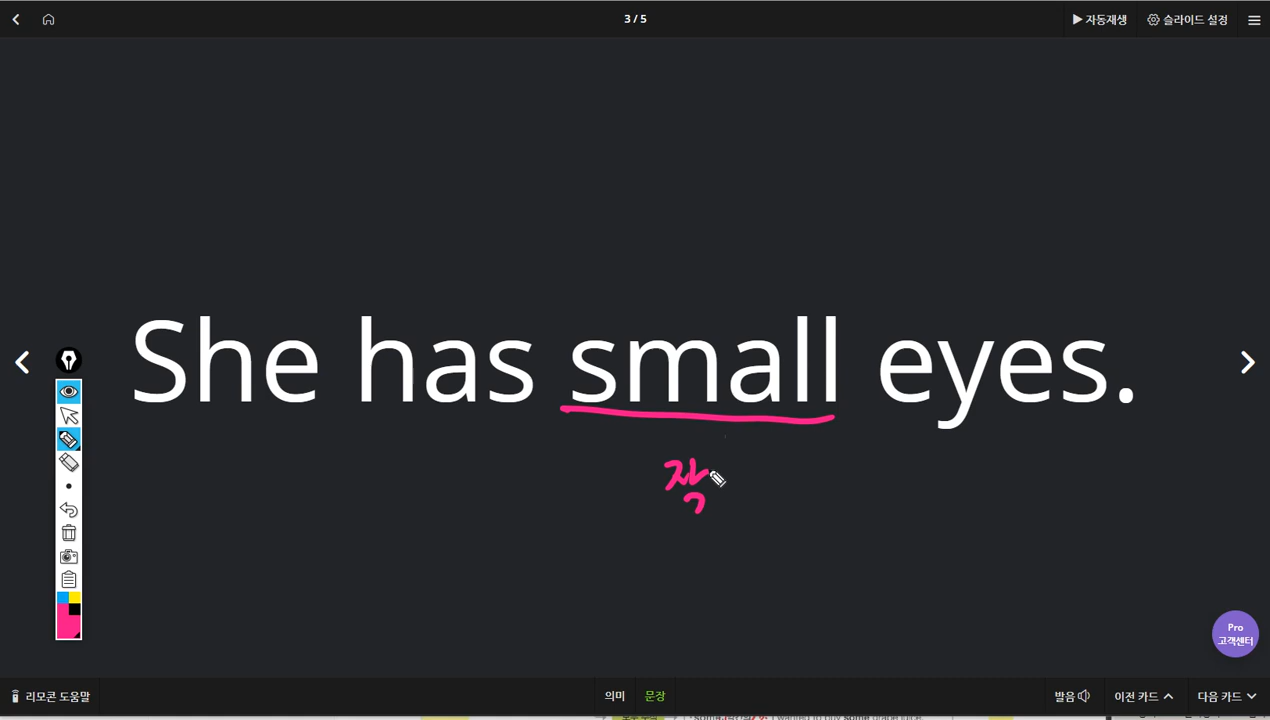 3 / 5
자동재생
슬라이드 설정
She has small eyes.
작
Pro
고객센터
리모콘 도움말
의미
문장
발음
이전 카드
다음 카드